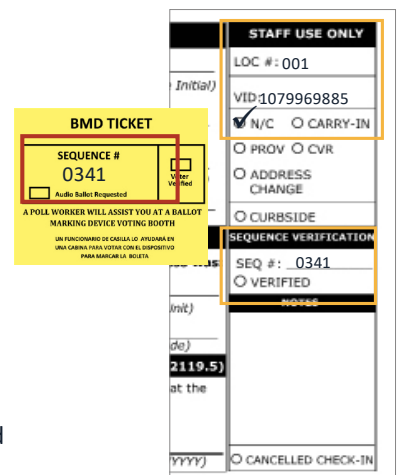 STAFF USE ONLY
LOC #: 001
Initial)
VID: 1079969885
N/C CARRY-IN
PROV CVR
ADDRESS
CHANGE
CURBSIDE
SEQUENCE VERIFICATION
SEQ #: 0341
VERIFIED
NOTES
BMD TICKET
SEQUENCE #
0341
Audio Ballot Requested
Voter
Verified
A POLL WORKER WILL ASSIST YOU AT A BALLOT
MARKING DEVICE VOTING BOOTH
UN FUNCIONARIO DE CASILLA LO AYUDARÁ EN
UNA CABINA PARA VOTAR CON EL DISPOSITIVO
PARA MARCAR LA BOLETA
2119.5)
at the
YYYY)
CANCELLED CHECK-IN